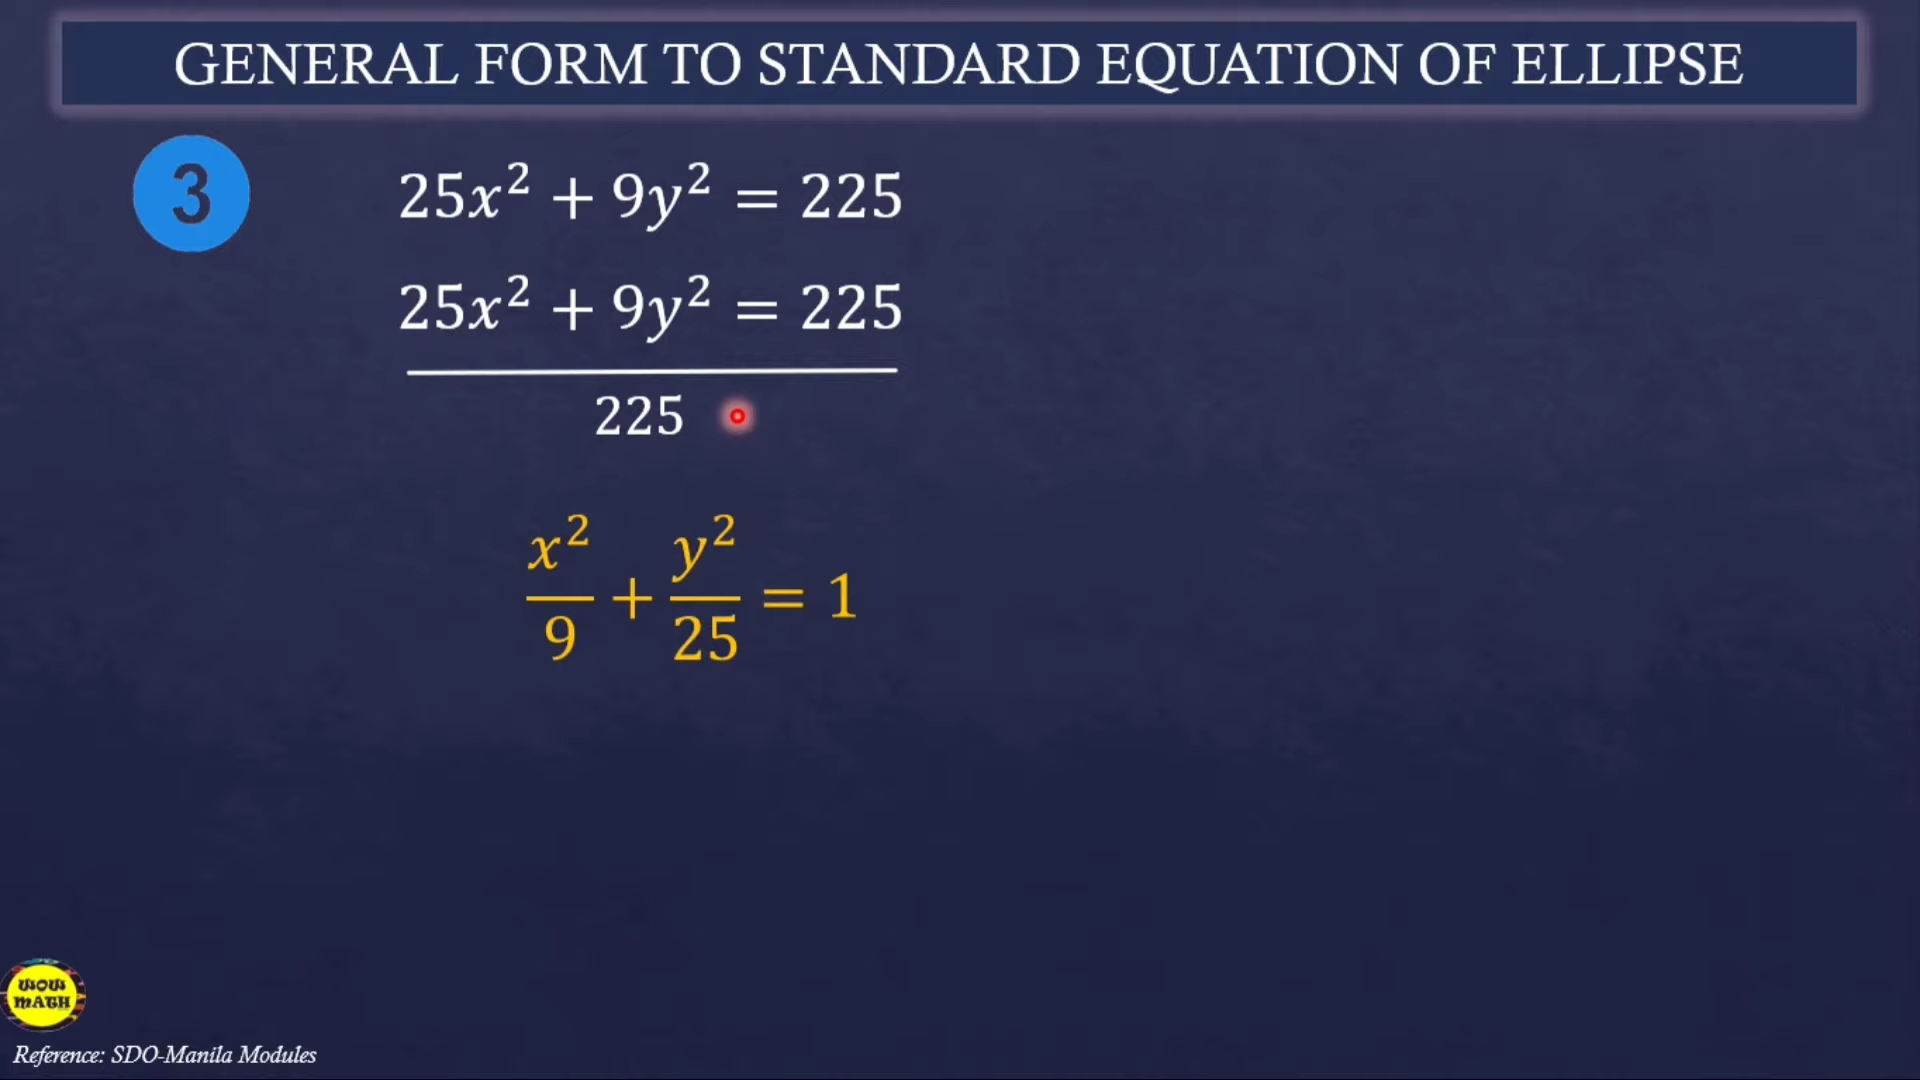 GENERAL FORM TO STANDARD EQUATION OF ELLIPSE
3
25x² + 9y² = 225
25x² + 9y² = 225
225
x²/9 + y²/25 = 1
WOW
MATH
Reference: SDO-Manila Modules